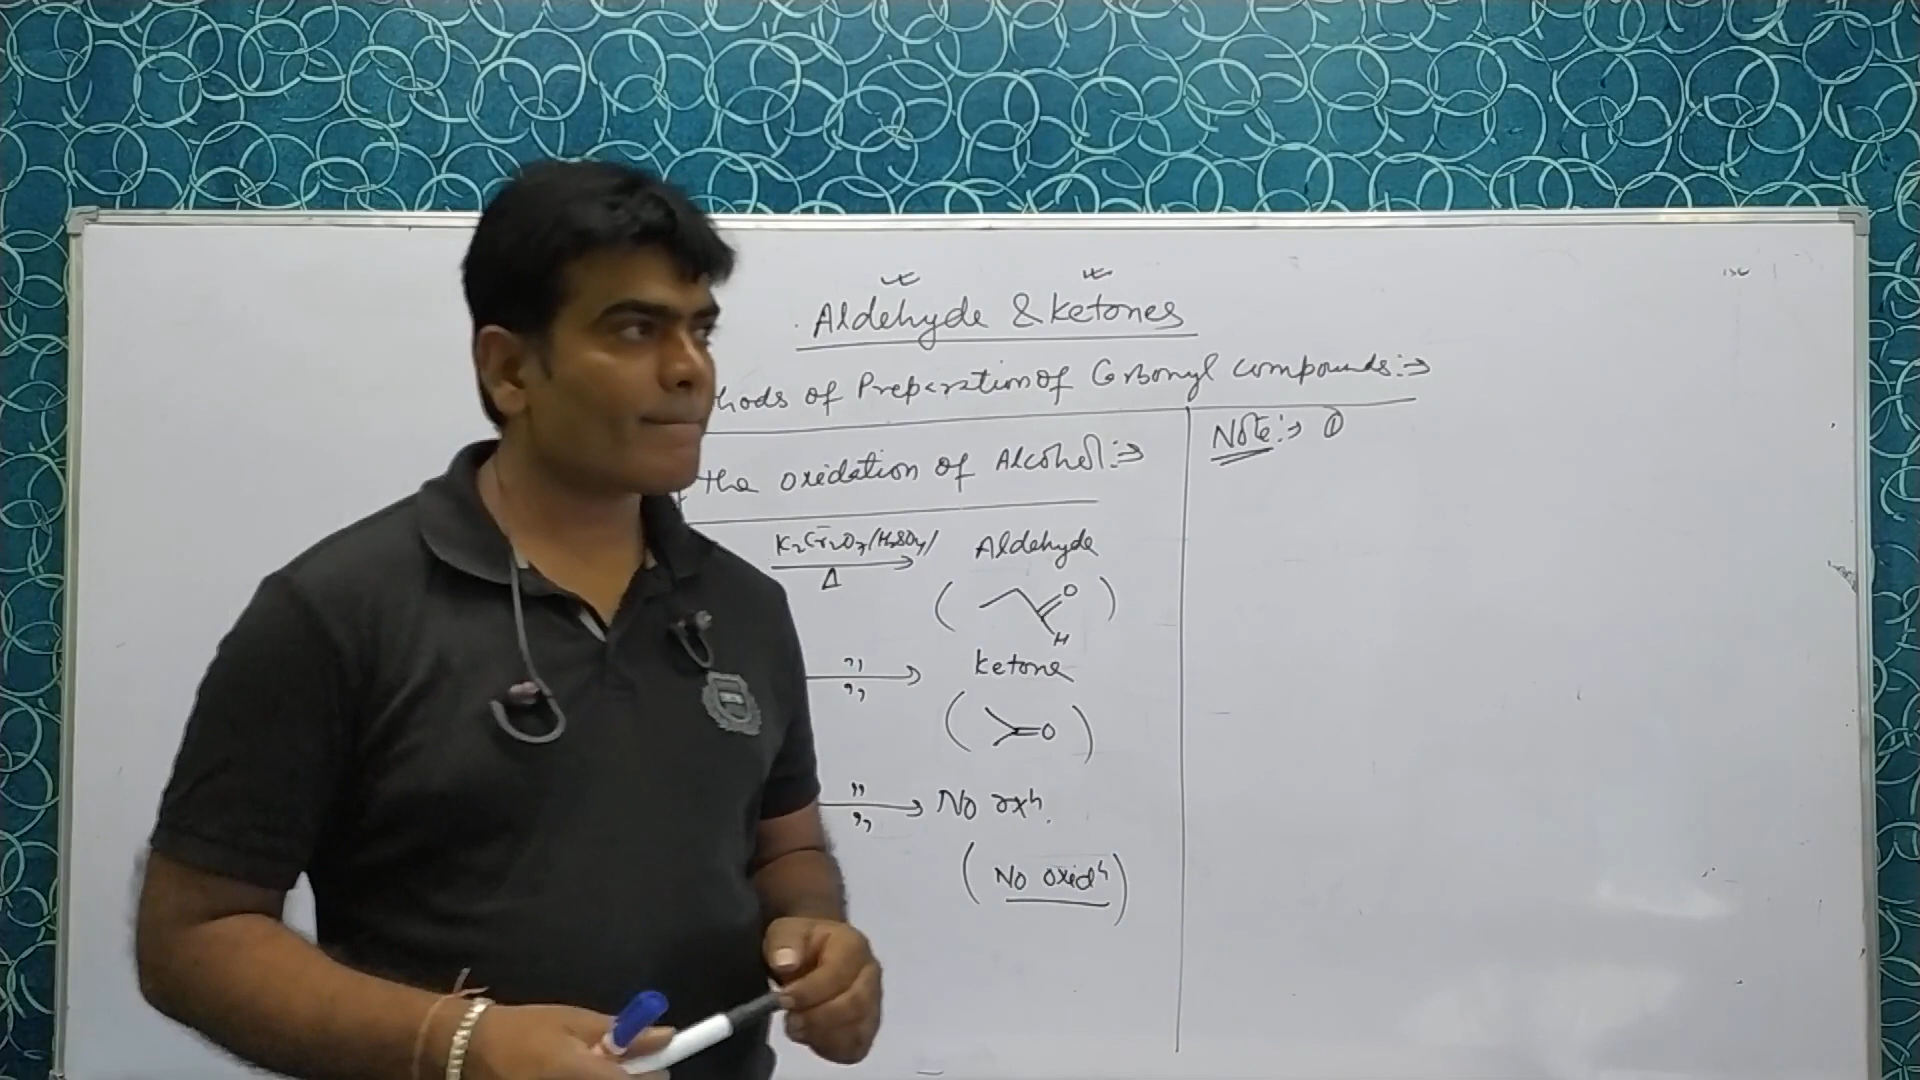 Aldehyde & Ketones
hods of Preparation of Carbonyl compounds:→
the oxidation of Alcohol:→
Note:→ ①
K2Cr2O7/H2SO4/
Δ
Aldehyde
( O H )
,,
,,
Ketone
( =O )
,,
,,
No oxn.
(No oxidn)